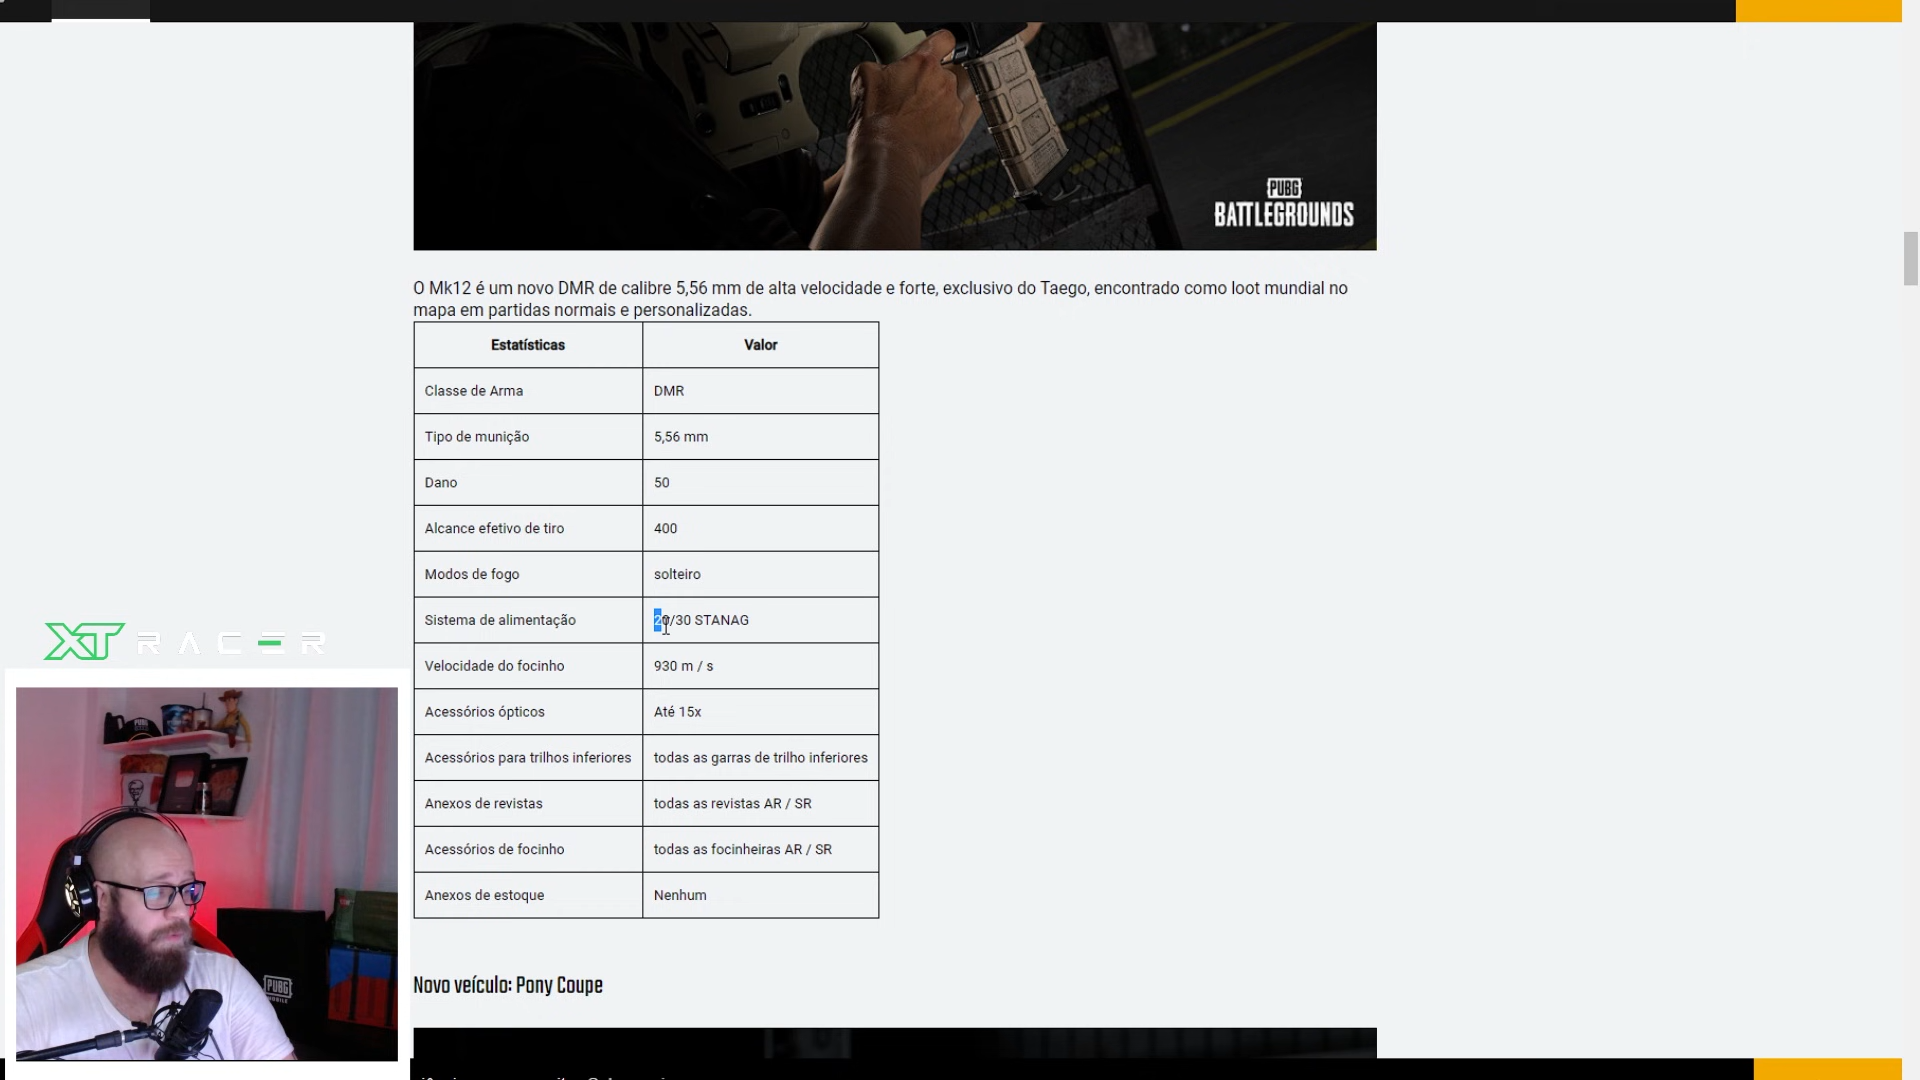 PUBG
BATTLEGROUNDS
O Mk12 é um novo DMR de calibre 5,56 mm de alta velocidade e forte, exclusivo do Taego, encontrado como loot mundial no
mapa em partidas normais e personalizadas.
Estatísticas Valor
Classe de Arma DMR
Tipo de munição 5,56 mm
Dano 50
Alcance efetivo de tiro 400
Modos de fogo solteiro
Sistema de alimentação 20/30 STANAG
Velocidade do focinho 930 m / s
Acessórios ópticos Até 15x
Acessórios para trilhos inferiores todas as garras de trilho inferiores
Anexos de revistas todas as revistas AR / SR
Acessórios de focinho todas as focinheiras AR / SR
Anexos de estoque Nenhum
XT RACER
PUBG
Novo veículo: Pony Coupe